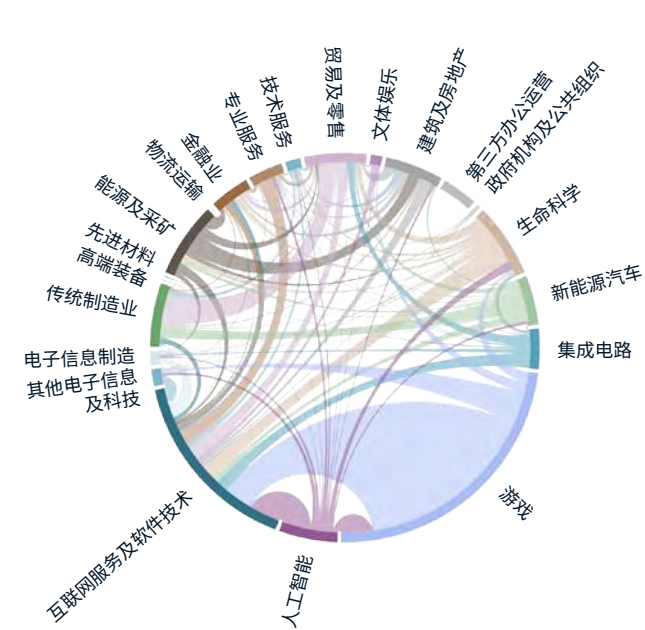 贸易及零售
文体娱乐
建筑及房地产
第三方办公运营
政府机构及公共组织
生命科学
新能源汽车
集成电路
游戏
人工智能
互联网服务及软件技术
其他电子信息
及科技
电子信息制造
传统制造业
高端装备
先进材料
能源及采矿
物流运输
金融业
专业服务
技术服务